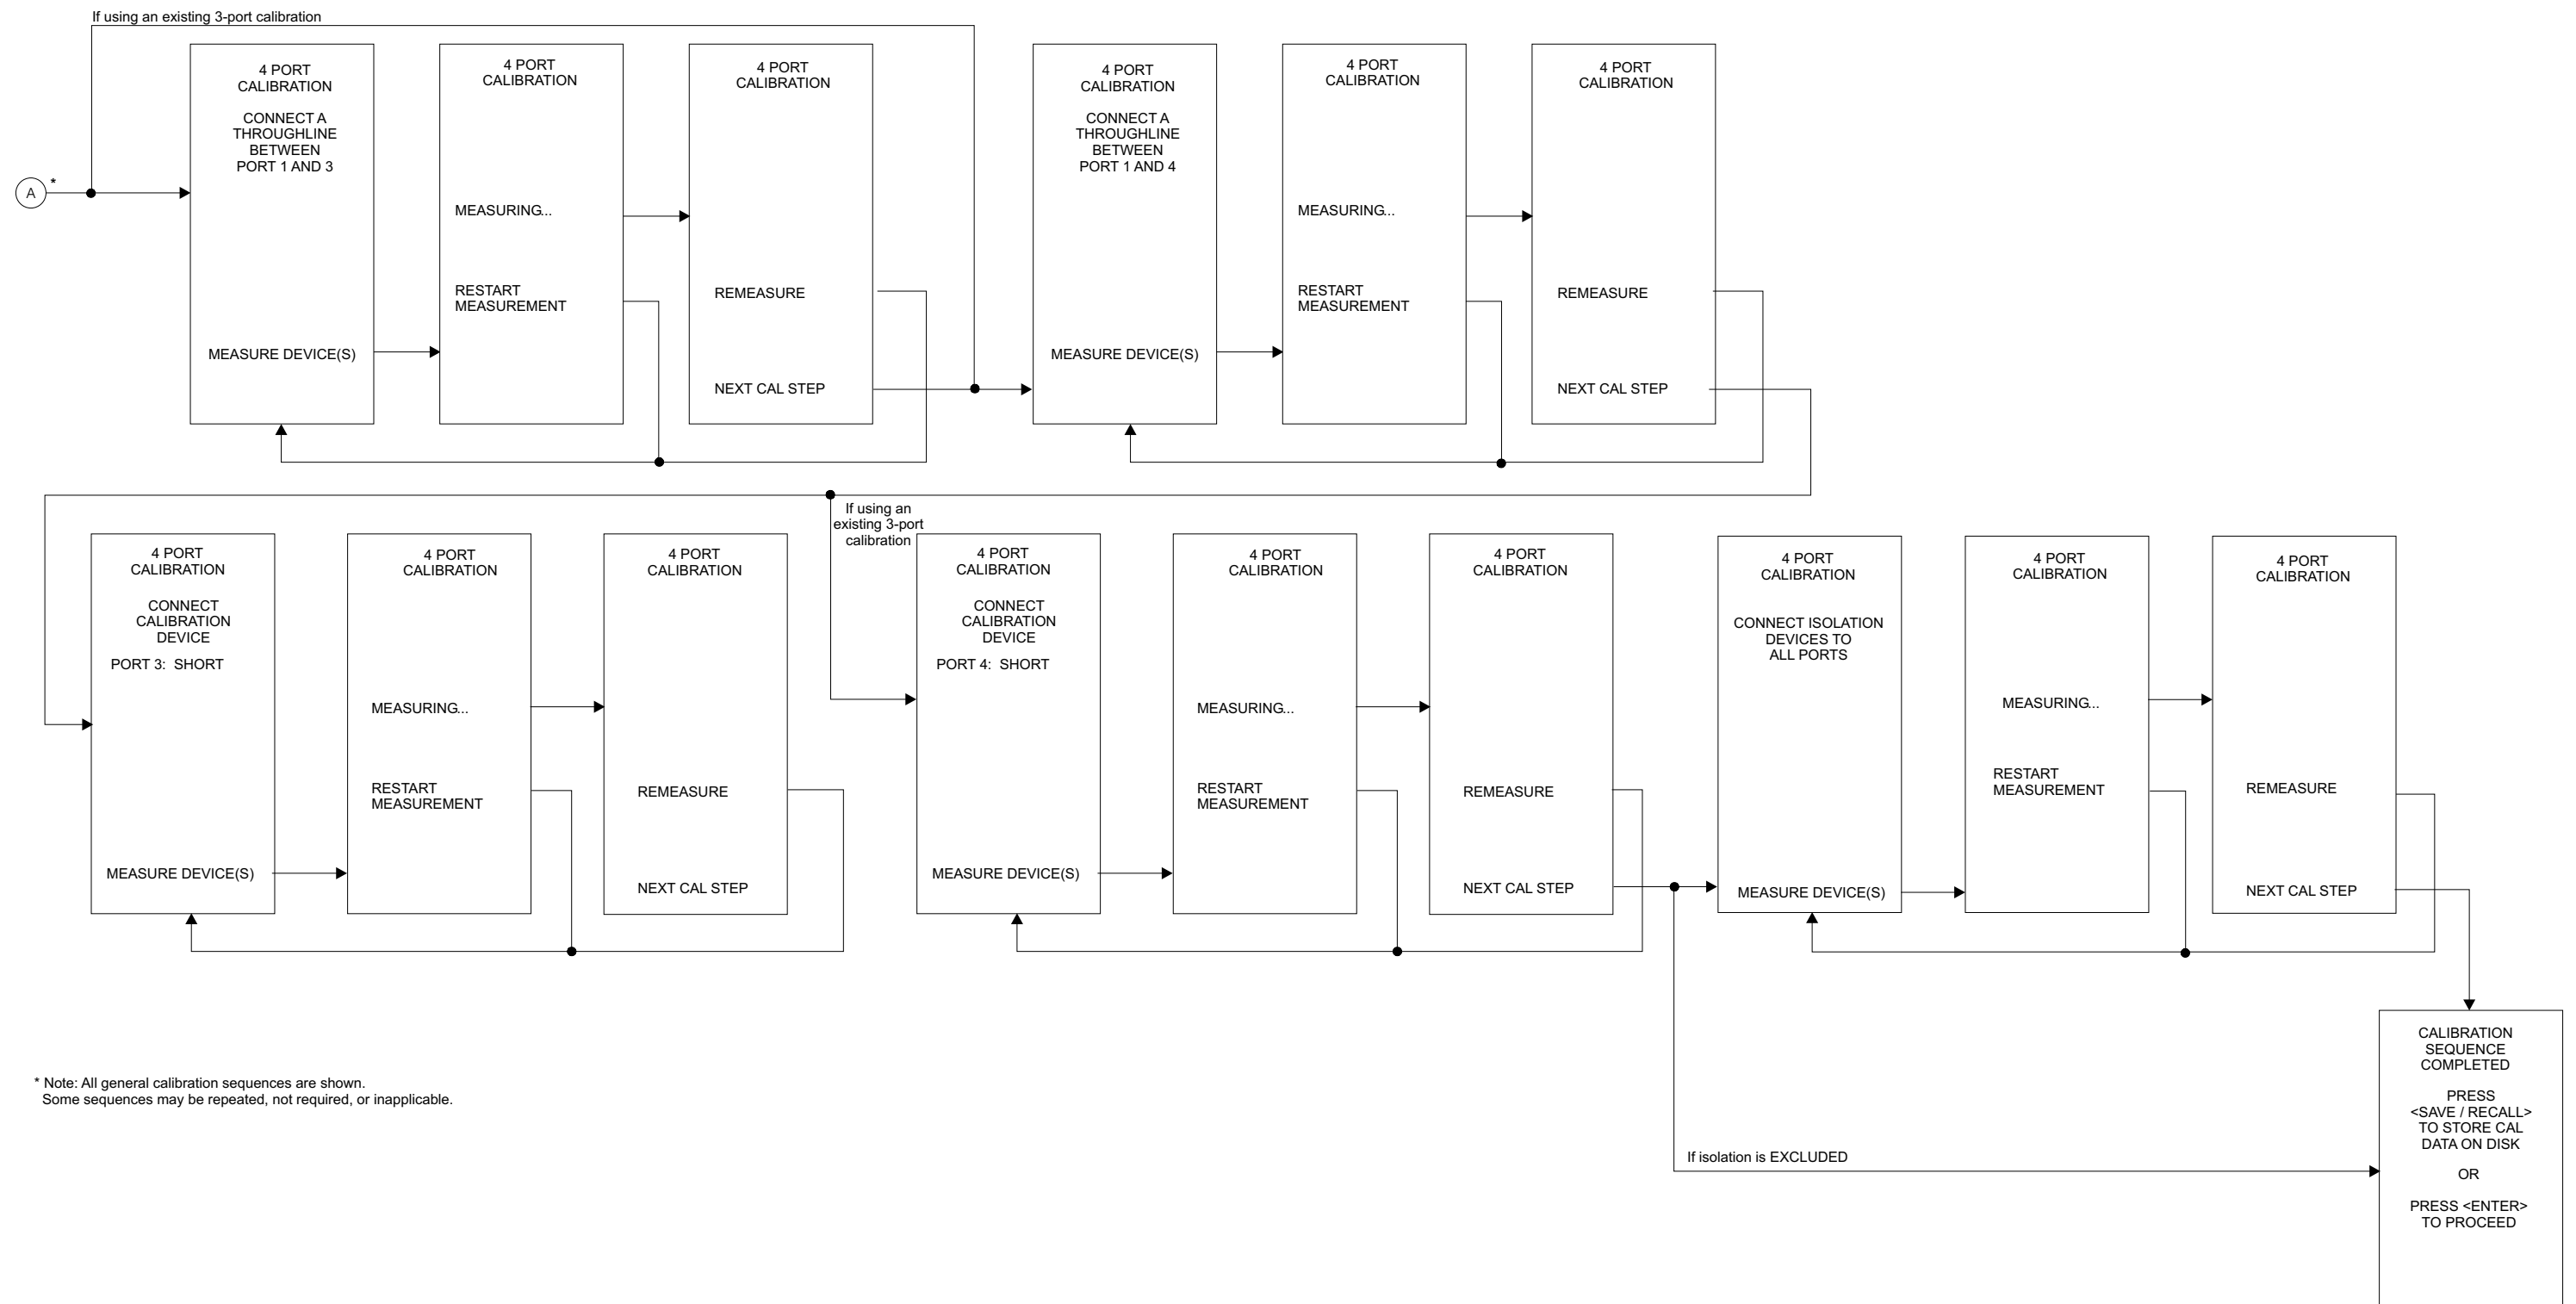 If using an existing 3-port calibration
A
*
4 PORT
CALIBRATION
CONNECT A
THROUGHLINE
BETWEEN
PORT 1 AND 3
MEASURE DEVICE(S)
4 PORT
CALIBRATION
MEASURING...
RESTART
MEASUREMENT
4 PORT
CALIBRATION
REMEASURE
NEXT CAL STEP
4 PORT
CALIBRATION
CONNECT A
THROUGHLINE
BETWEEN
PORT 1 AND 4
MEASURE DEVICE(S)
4 PORT
CALIBRATION
MEASURING...
RESTART
MEASUREMENT
4 PORT
CALIBRATION
REMEASURE
NEXT CAL STEP
4 PORT
CALIBRATION
CONNECT
CALIBRATION
DEVICE
PORT 3: SHORT
MEASURE DEVICE(S)
4 PORT
CALIBRATION
MEASURING...
RESTART
MEASUREMENT
4 PORT
CALIBRATION
REMEASURE
NEXT CAL STEP
If using an
existing 3-port
calibration
4 PORT
CALIBRATION
CONNECT
CALIBRATION
DEVICE
PORT 4: SHORT
MEASURE DEVICE(S)
4 PORT
CALIBRATION
MEASURING...
RESTART
MEASUREMENT
4 PORT
CALIBRATION
REMEASURE
NEXT CAL STEP
4 PORT
CALIBRATION
CONNECT ISOLATION
DEVICES TO
ALL PORTS
MEASURE DEVICE(S)
4 PORT
CALIBRATION
MEASURING...
RESTART
MEASUREMENT
4 PORT
CALIBRATION
REMEASURE
NEXT CAL STEP
If isolation is EXCLUDED
CALIBRATION
SEQUENCE
COMPLETED
PRESS
<SAVE / RECALL>
TO STORE CAL
DATA ON DISK
OR
PRESS <ENTER>
TO PROCEED
* Note: All general calibration sequences are shown.
Some sequences may be repeated, not required, or inapplicable.